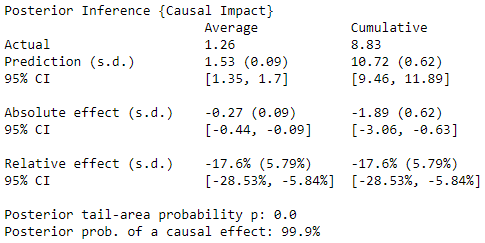 Posterior Inference {Causal Impact}
Average Cumulative
Actual 1.26 8.83
Prediction (s.d.) 1.53 (0.09) 10.72 (0.62)
95% CI [1.35, 1.7] [9.46, 11.89]
Absolute effect (s.d.) -0.27 (0.09) -1.89 (0.62)
95% CI [-0.44, -0.09] [-3.06, -0.63]
Relative effect (s.d.) -17.6% (5.79%) -17.6% (5.79%)
95% CI [-28.53%, -5.84%] [-28.53%, -5.84%]
Posterior tail-area probability p: 0.0
Posterior prob. of a causal effect: 99.9%